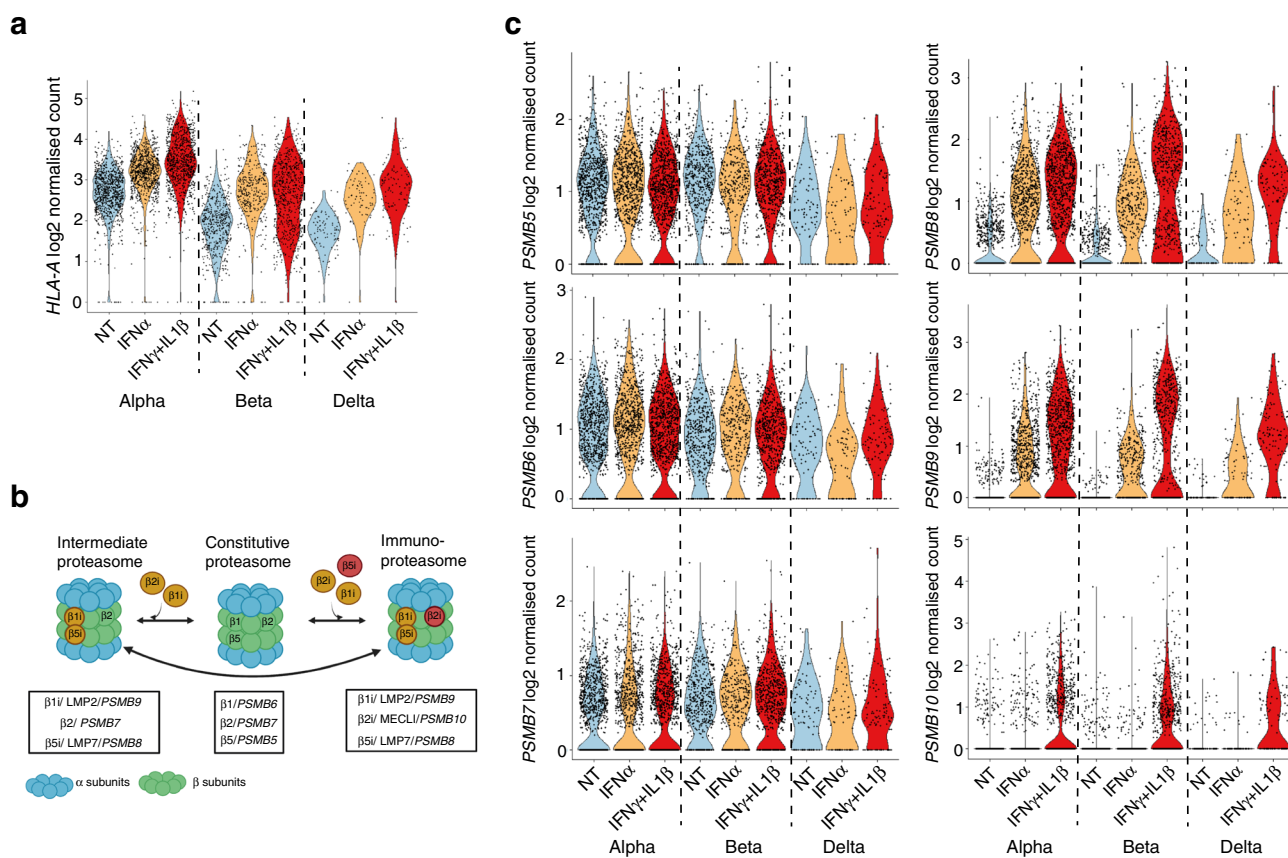 a
HLA-A log2 normalised count
5
4
3
2
1
0
NT
IFNα
IFNγ+IL1β
NT
IFNα
IFNγ+IL1β
NT
IFNα
IFNγ+IL1β
Alpha
Beta
Delta
b
Intermediate proteasome
Constitutive proteasome
Immuno-
proteasome
β2i
β1i
β5i
β2i
β1i
β1i
β2
β5i
β1
β2
β5
β1i
β2i
β5i
β1i/ LMP2/PSMB9
β2/ PSMB7
β5i/ LMP7/PSMB8
β1/PSMB6
β2/PSMB7
β5/PSMB5
β1i/ LMP2/PSMB9
β2i/ MECLI/PSMB10
β5i/ LMP7/PSMB8
α subunits
β subunits
c
PSMB5 log2 normalised count
2
1
0
PSMB8 log2 normalised count
3
2
1
0
PSMB6 log2 normalised count
3
2
1
0
PSMB9 log2 normalised count
3
2
1
0
PSMB7 log2 normalised count
2
1
0
PSMB10 log2 normalised count
5
4
3
2
1
0
NT
IFNα
IFNγ+IL1β
NT
IFNα
IFNγ+IL1β
NT
IFNα
IFNγ+IL1β
Alpha
Beta
Delta
NT
IFNα
IFNγ+IL1β
NT
IFNα
IFNγ+IL1β
NT
IFNα
IFNγ+IL1β
Alpha
Beta
Delta